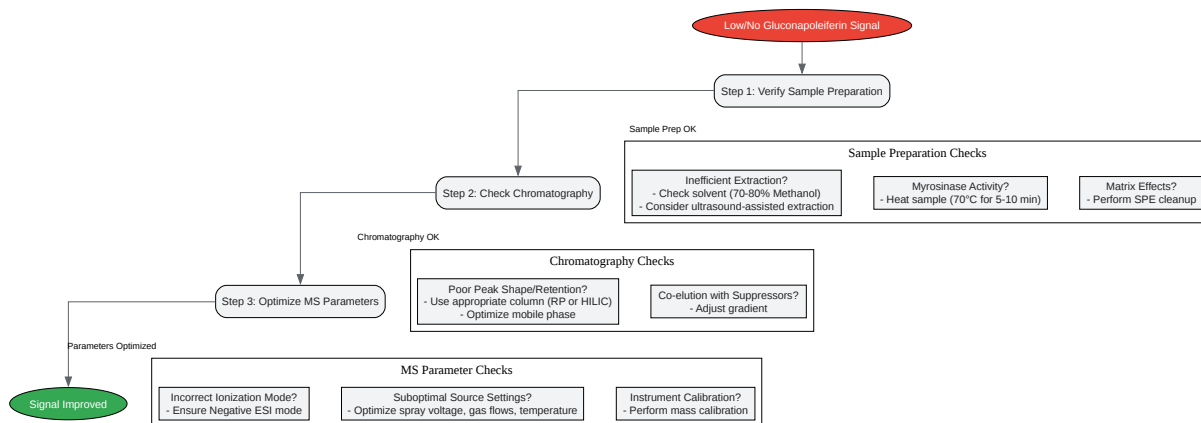 Low/No Gluconapoleiferin Signal
Step 1: Verify Sample Preparation
Sample Prep OK
Sample Preparation Checks
Inefficient Extraction?
- Check solvent (70-80% Methanol)
- Consider ultrasound-assisted extraction
Myrosinase Activity?
- Heat sample (70°C for 5-10 min)
Matrix Effects?
- Perform SPE cleanup
Step 2: Check Chromatography
Chromatography OK
Chromatography Checks
Poor Peak Shape/Retention?
- Use appropriate column (RP or HILIC)
- Optimize mobile phase
Co-elution with Suppressors?
- Adjust gradient
Step 3: Optimize MS Parameters
Parameters Optimized
MS Parameter Checks
Incorrect Ionization Mode?
- Ensure Negative ESI mode
Suboptimal Source Settings?
- Optimize spray voltage, gas flows, temperature
Instrument Calibration?
- Perform mass calibration
Signal Improved